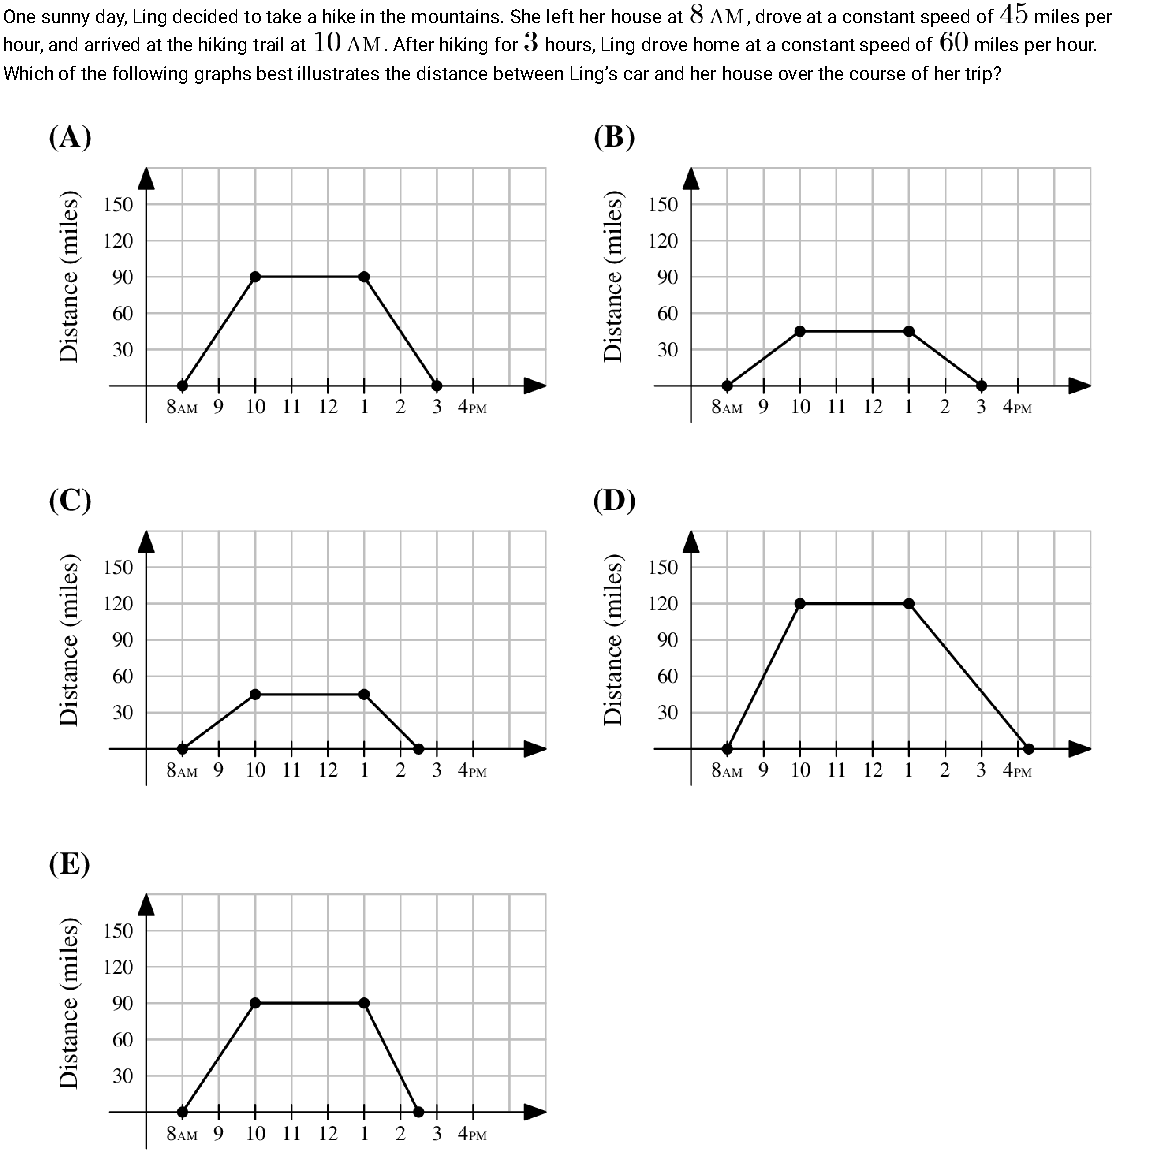 One sunny day, Ling decided to take a hike in the mountains. She left her house at 8 AM, drove at a constant speed of 45 miles per
hour, and arrived at the hiking trail at 10 AM. After hiking for 3 hours, Ling drove home at a constant speed of 60 miles per hour.
Which of the following graphs best illustrates the distance between Ling's car and her house over the course of her trip?
(A)
Distance (miles)
150
120
90
60
30
8AM 9 10 11 12 1 2 3 4PM
(B)
Distance (miles)
150
120
90
60
30
8AM 9 10 11 12 1 2 3 4PM
(C)
Distance (miles)
150
120
90
60
30
8AM 9 10 11 12 1 2 3 4PM
(D)
Distance (miles)
150
120
90
60
30
8AM 9 10 11 12 1 2 3 4PM
(E)
Distance (miles)
150
120
90
60
30
8AM 9 10 11 12 1 2 3 4PM